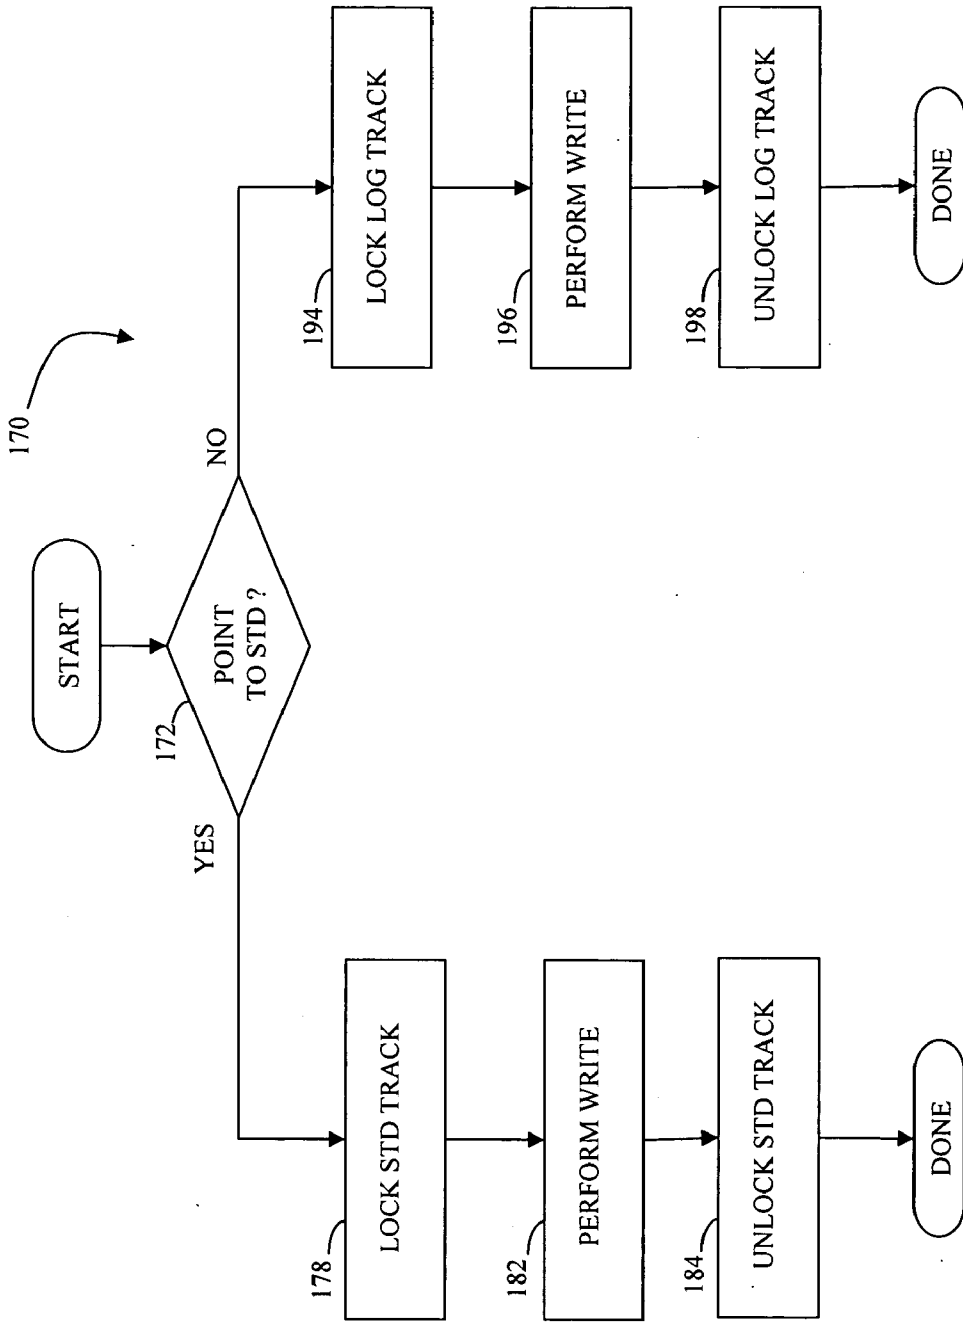 170
START
172
POINT
TO STD ?
YES
NO
178
LOCK STD TRACK
182
PERFORM WRITE
184
UNLOCK STD TRACK
DONE
194
LOCK LOG TRACK
196
PERFORM WRITE
198
UNLOCK LOG TRACK
DONE